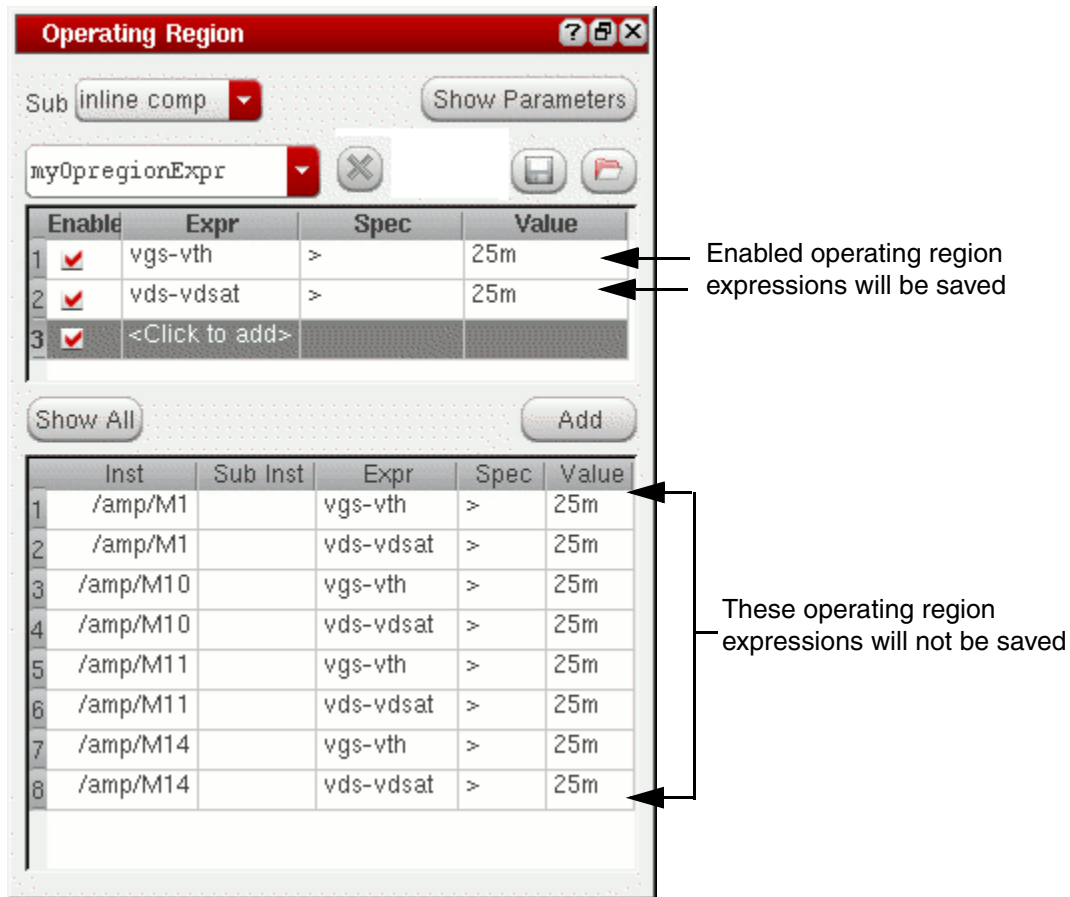 Operating Region
Sub inline comp Show Parameters
myOpregionExpr
Enable Expr Spec Value
1 vgs-vth > 25m
2 vds-vdsat > 25m
3 <Click to add>
Enabled operating region
expressions will be saved
Show All Add
Inst Sub Inst Expr Spec Value
1 /amp/M1 vgs-vth > 25m
2 /amp/M1 vds-vdsat > 25m
3 /amp/M10 vgs-vth > 25m
4 /amp/M10 vds-vdsat > 25m
5 /amp/M11 vgs-vth > 25m
6 /amp/M11 vds-vdsat > 25m
7 /amp/M14 vgs-vth > 25m
8 /amp/M14 vds-vdsat > 25m
These operating region
expressions will not be saved